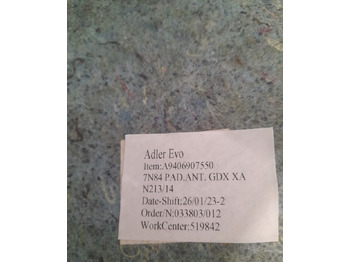 Adler Evo
Item:A9406907550
7N84 PAD.ANT. GDX XA
N213/14
Date-Shift:26/01/23-2
Order/N:033803/012
WorkCenter:519842